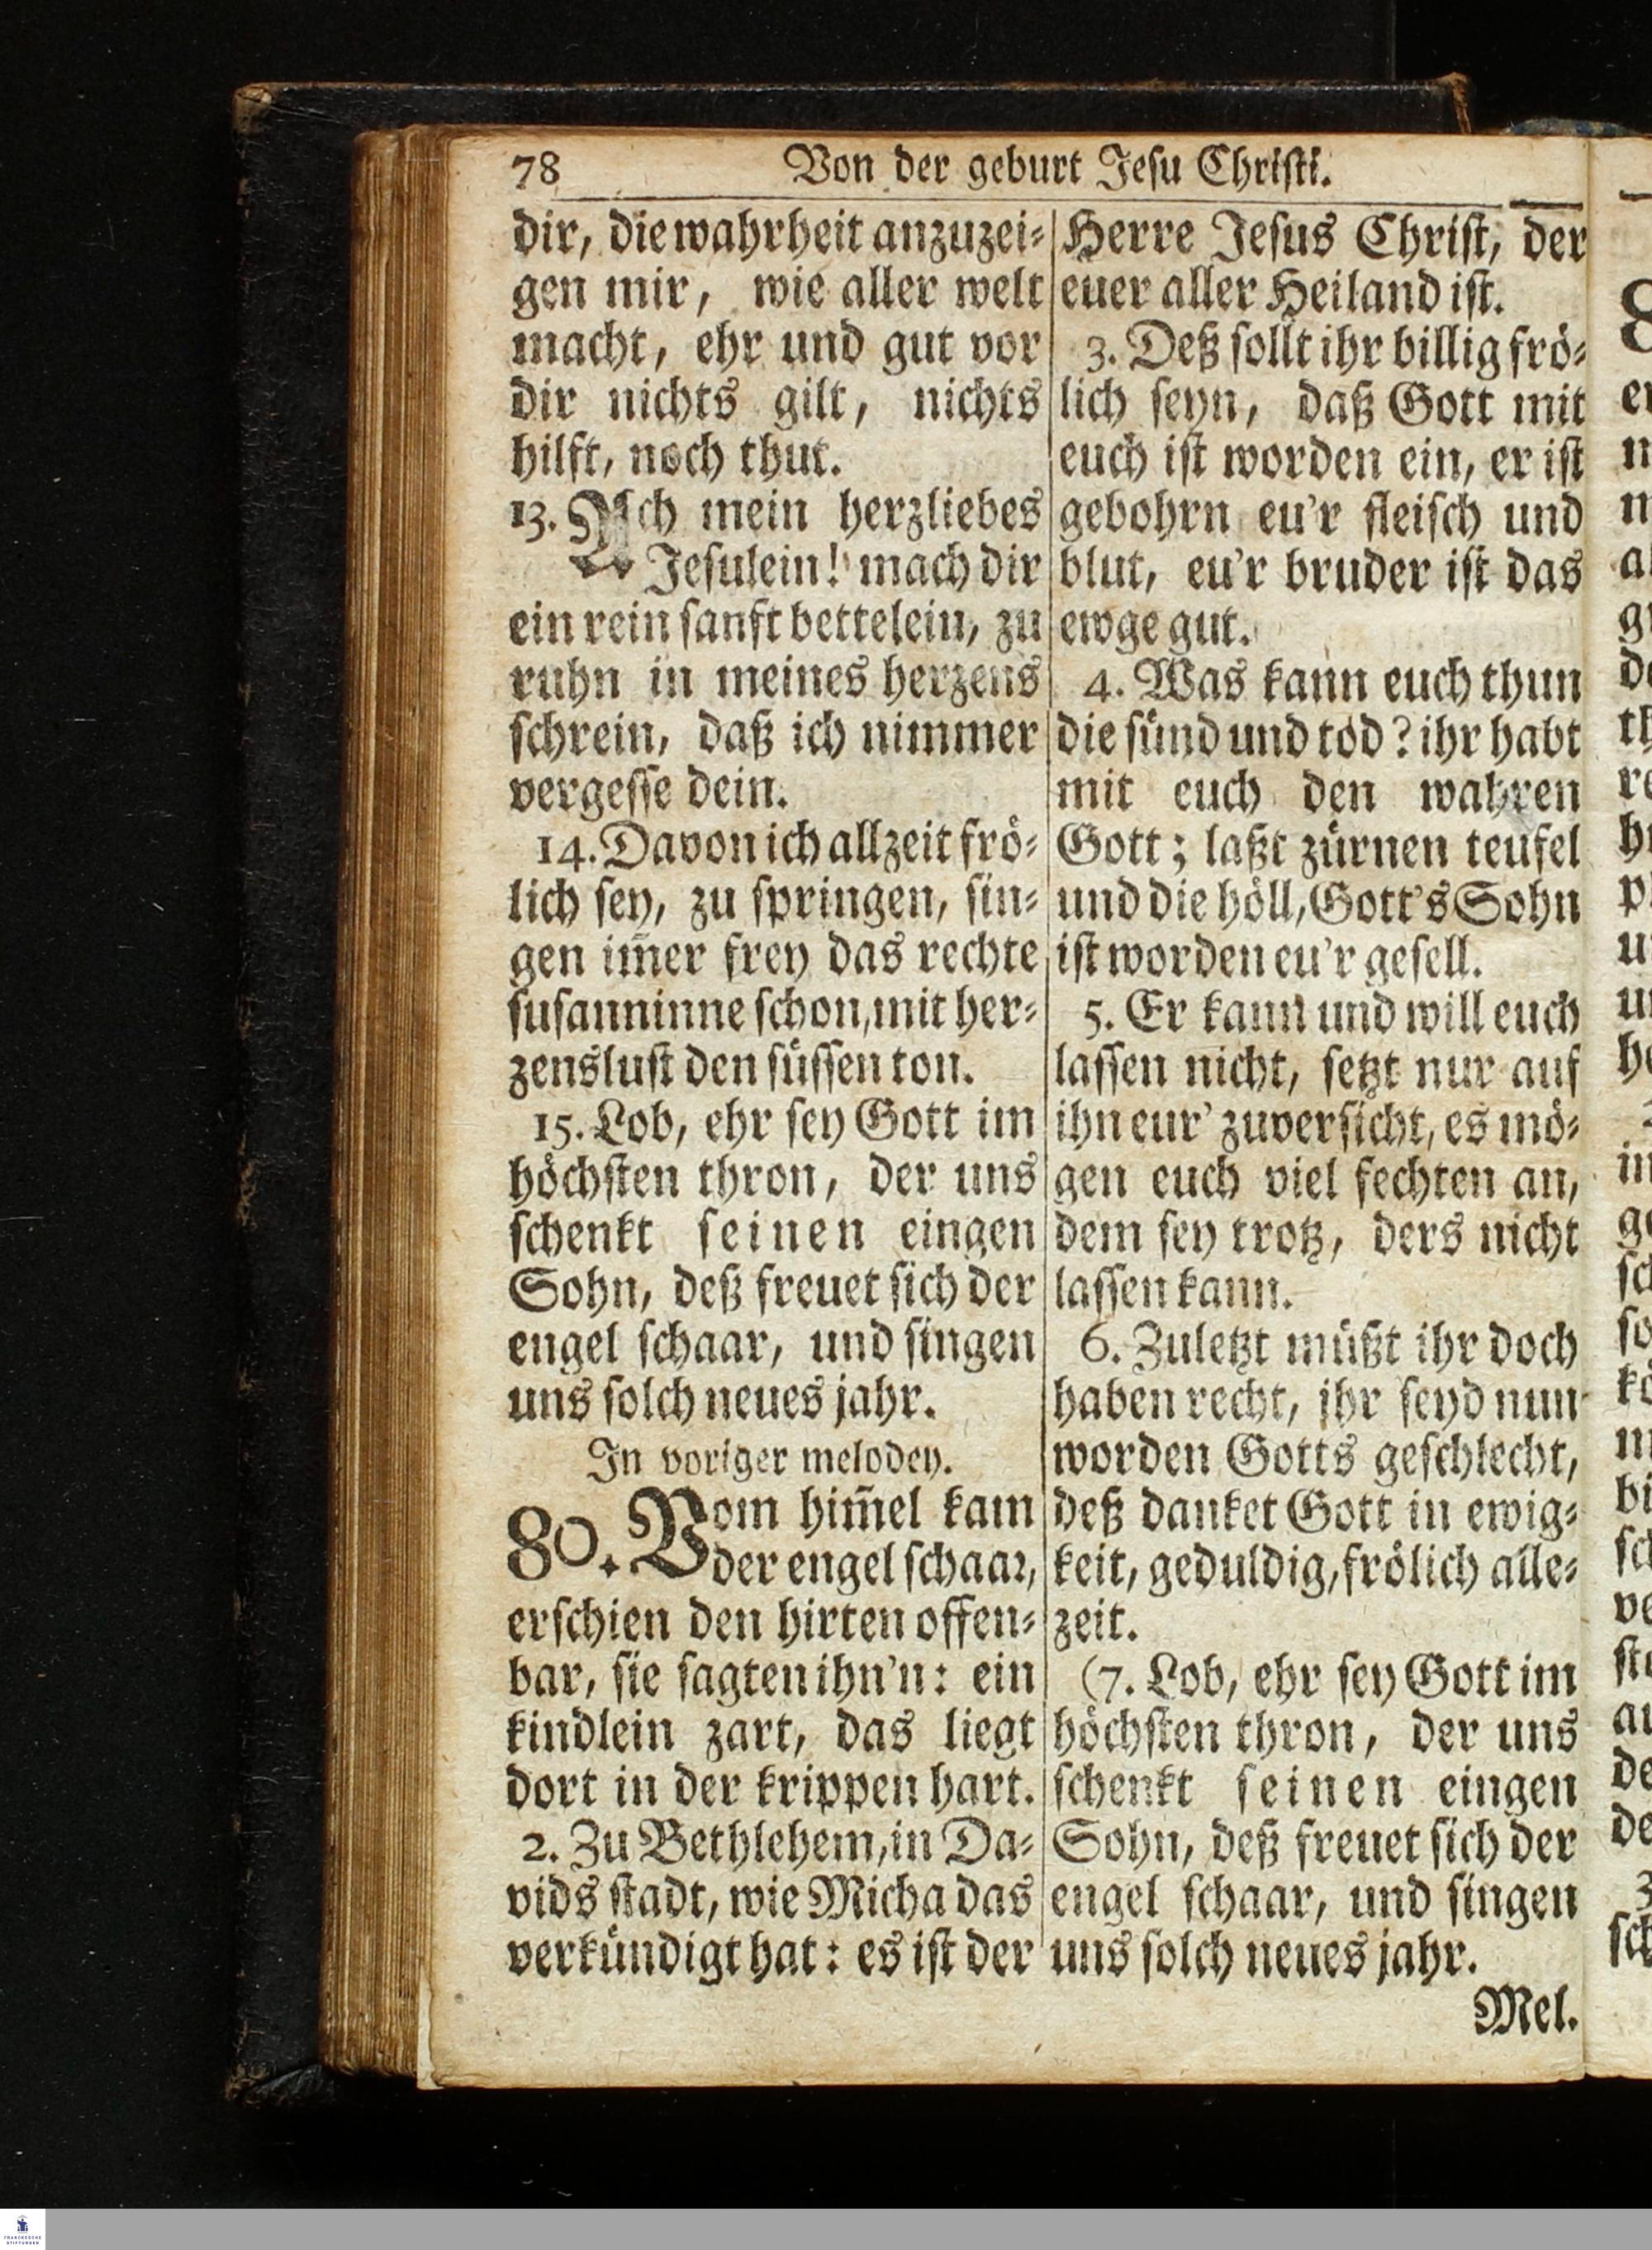 78 Von der geburt Jesu Christi.
dir, die wahrheit anzuzei⸗
gen mir, wie aller welt
macht, ehr und gut vor
dir nichts gilt, nichts
hilft, noch thut.
13. Ach mein herzliebes
Jesulein! mach dir
ein rein sanft bettelein, zu
ruhn in meines herzens
schrein, daß ich nimmer
vergesse dein.
14. Davon ich allzeit frö⸗
lich sey, zu springen, sin⸗
gen im̄er frey das rechte
susanninne schon, mit her⸗
zenslust den süssen ton.
15. Lob, ehr sey Gott im
höchsten thron, der uns
schenkt seinen eingen
Sohn, deß freuet sich der
engel schaar, und singen
uns solch neues jahr.
In voriger melodey.
80. Vom him̄el kam
der engel schaar,
erschien den hirten offen⸗
bar, sie sagten ihn'n: ein
kindlein zart, das liegt
dort in der krippen hart.
2. Zu Bethlehem, in Da⸗
vids stadt, wie Micha das
verkündigt hat: es ist der
Herre Jesus Christ, der
euer aller Heiland ist.
3. Deß sollt ihr billig frö⸗
lich seyn, daß Gott mit
euch ist worden ein, er ist
gebohrn eu'r fleisch und
blut, eu'r bruder ist das
ewge gut.
4. Was kann euch thun
die sünd und tod? ihr habt
mit euch den wahren
Gott; laßt zürnen teufel
und die höll, Gott's Sohn
ist worden eu'r gesell.
5. Er kann und will euch
lassen nicht, setzt nur auf
ihn eur' zuversicht, es mö⸗
gen euch viel fechten an,
dem sey trotz, ders nicht
lassen kann.
6. Zuletzt müßt ihr doch
haben recht, ihr seyd nun
worden Gotts geschlecht,
deß danket Gott in ewig⸗
keit, geduldig, frölich alle⸗
zeit.
(7. Lob, ehr sey Gott im
höchsten thron, der uns
schenkt seinen eingen
Sohn, deß freuet sich der
engel schaar, und singen
uns solch neues jahr.
Mel.
FRANCKESCHE
STIFTUNGEN